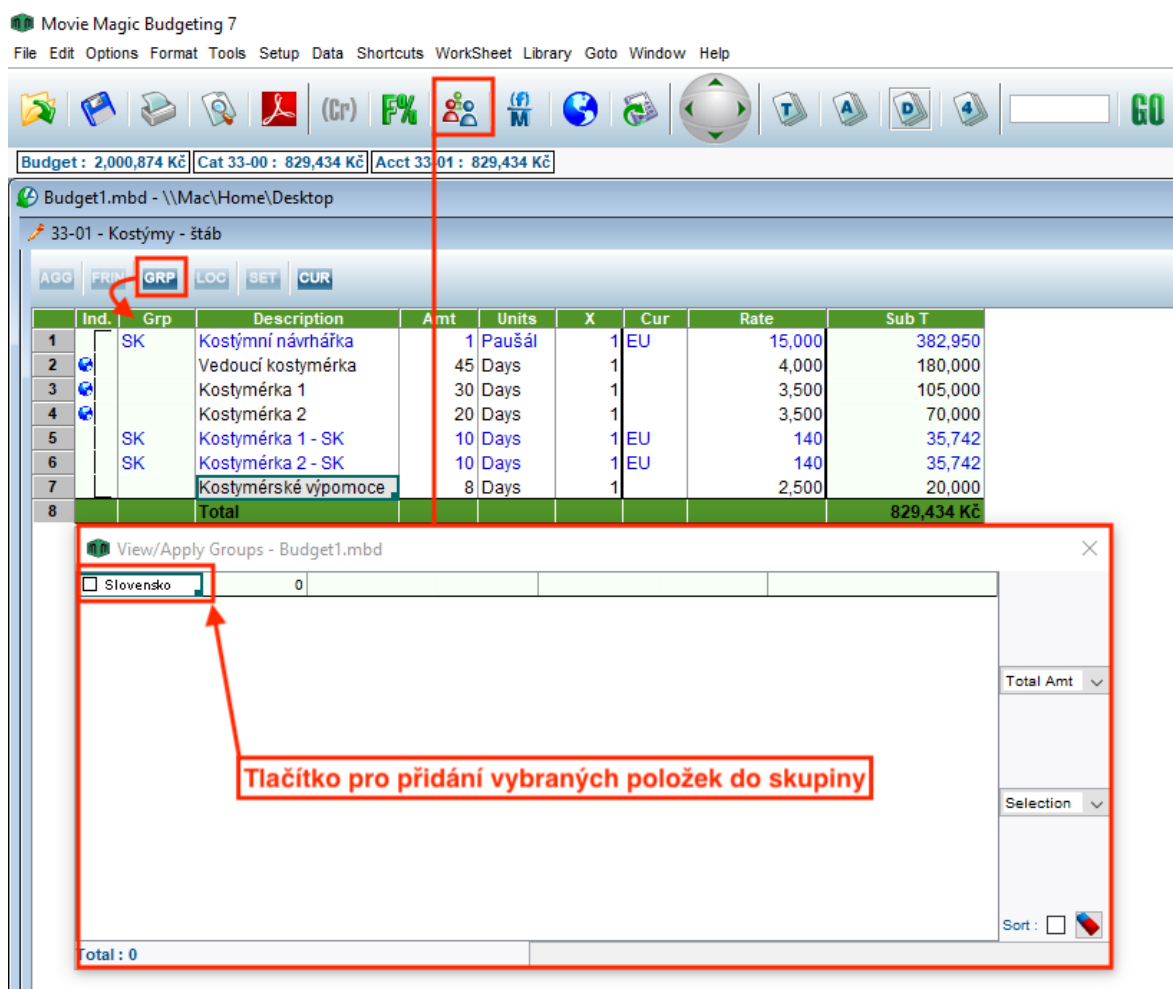 Movie Magic Budgeting 7
File Edit Options Format Tools Setup Data Shortcuts WorkSheet Library Goto Window Help
(Cr) F% (f) M T A D 4 GO
Budget : 2,000,874 Kč Cat 33-00 : 829,434 Kč Acct 33-01 : 829,434 Kč
Budget1.mbd - \\Mac\Home\Desktop
33-01 - Kostýmy - štáb
AGG FRIN GRP LOC SET CUR
Ind. Grp Description Amt Units X Cur Rate Sub T
1 SK Kostýmní návrhářka 1 Paušál 1 EU 15,000 382,950
2 Vedoucí kostymérka 45 Days 1 4,000 180,000
3 Kostymérka 1 30 Days 1 3,500 105,000
4 Kostymérka 2 20 Days 1 3,500 70,000
5 SK Kostymérka 1 - SK 10 Days 1 EU 140 35,742
6 SK Kostymérka 2 - SK 10 Days 1 EU 140 35,742
7 Kostymérské výpomoce 8 Days 1 2,500 20,000
8 Total 829,434 Kč
View/Apply Groups - Budget1.mbd
Slovensko 0
Total Amt
Tlačítko pro přidání vybraných položek do skupiny
Selection
Sort :
Total : 0